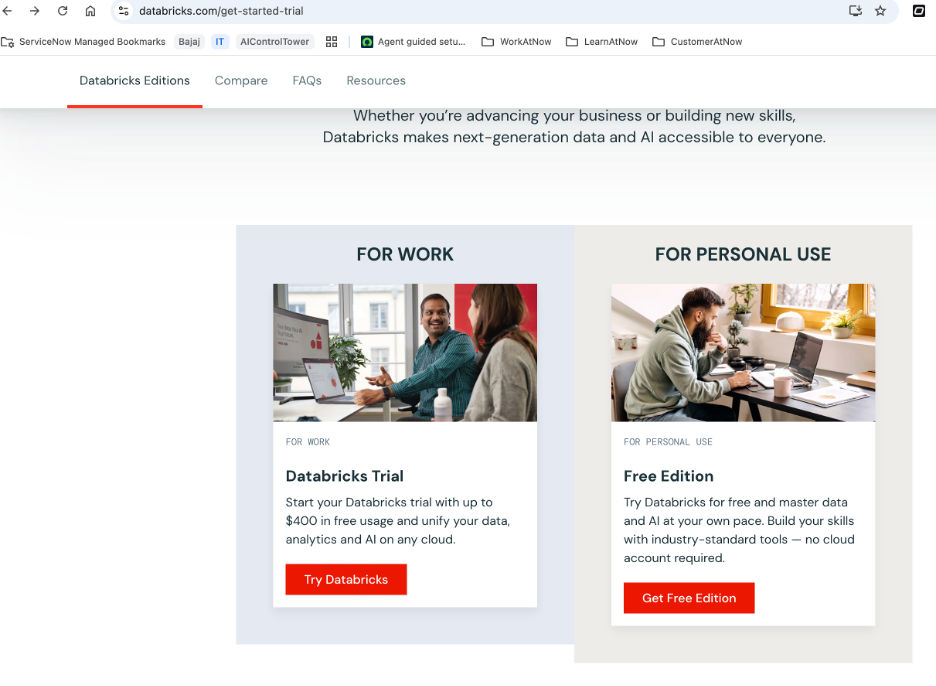 databricks.com/get-started-trial
ServiceNow Managed Bookmarks
Bajaj
IT
AIControlTower
Agent guided setu...
WorkAtNow
LearnAtNow
CustomerAtNow
Databricks Editions
Compare
FAQs
Resources
Whether you're advancing your business or building new skills,
Databricks makes next-generation data and AI accessible to everyone.
FOR WORK
FOR WORK
Databricks Trial
Start your Databricks trial with up to
$400 in free usage and unify your data,
analytics and AI on any cloud.
Try Databricks
FOR PERSONAL USE
FOR PERSONAL USE
Free Edition
Try Databricks for free and master data
and AI at your own pace. Build your skills
with industry-standard tools — no cloud
account required.
Get Free Edition